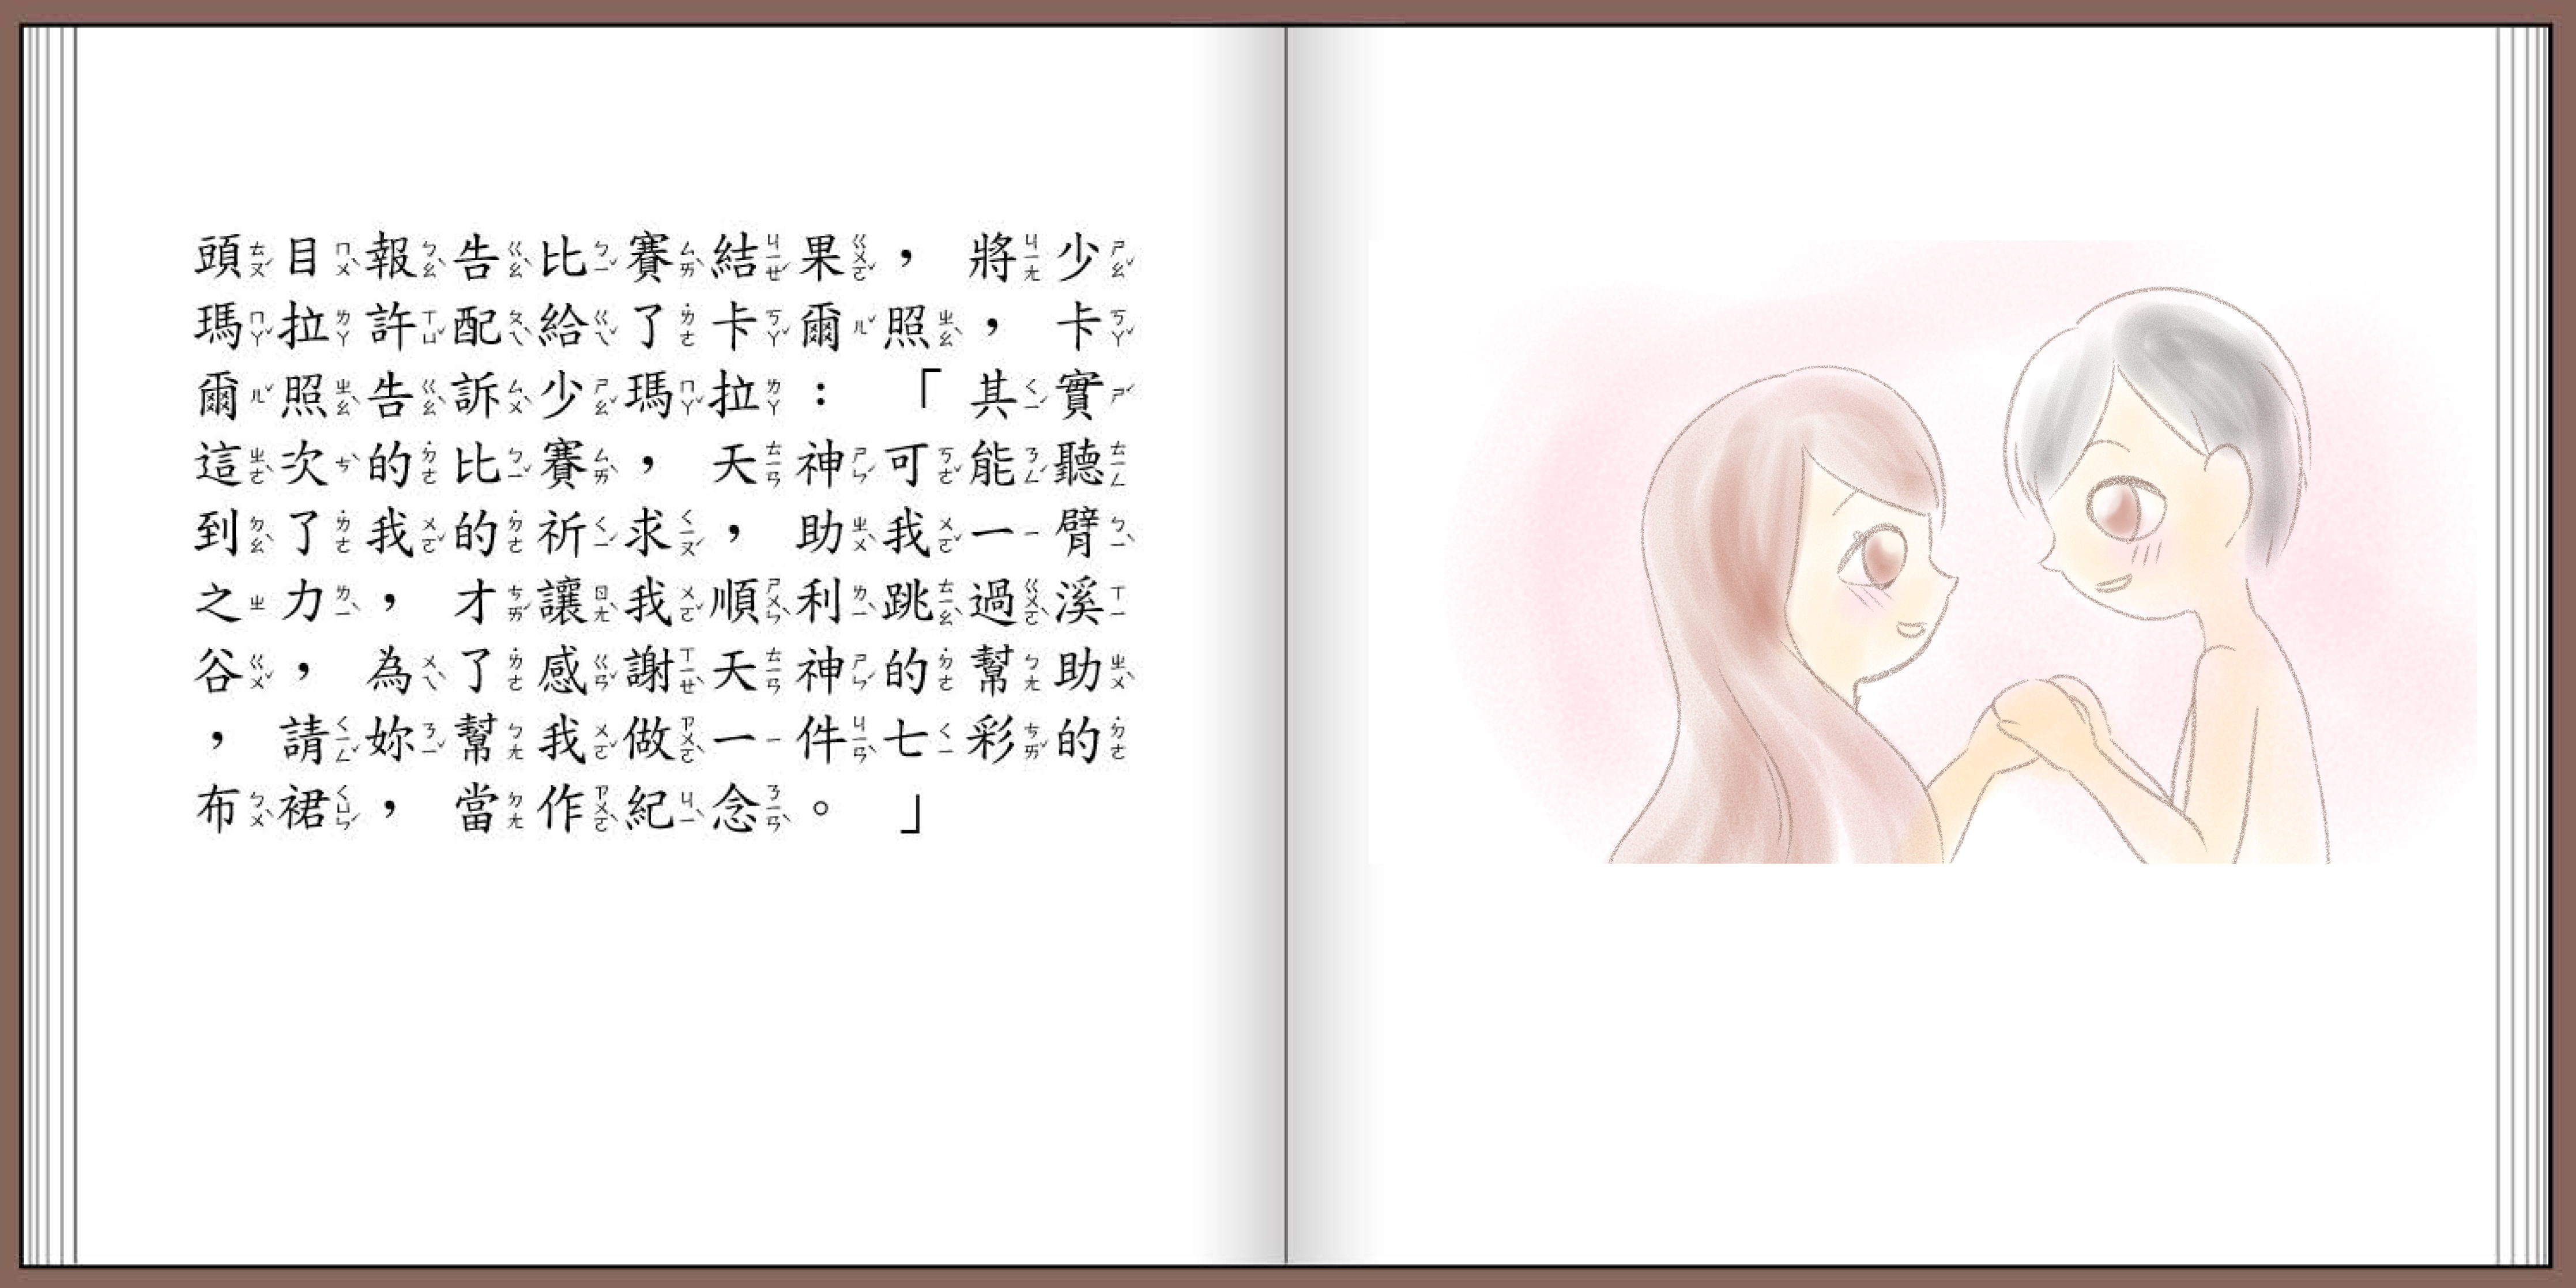 頭目報告比賽結果，將少
瑪拉許配給了卡爾照，卡
爾照告訴少瑪拉：「其實
這次的比賽，天神可能聽
到了我的祈求，助我一臂
之力，才讓我順利跳過溪
谷，為了感謝天神的幫助
，請妳幫我做一件七彩的
布裙，當作紀念。」